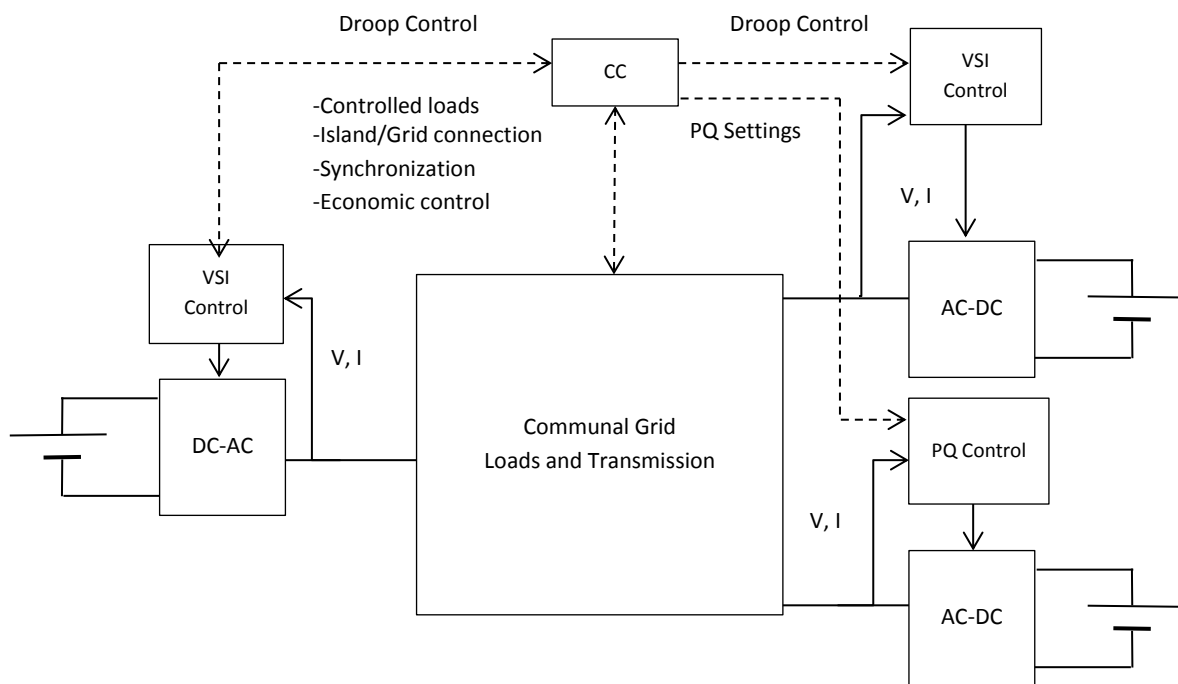 Droop Control
Droop Control
CC
VSI
Control
-Controlled loads
-Island/Grid connection
-Synchronization
-Economic control
PQ Settings
V, I
VSI
Control
AC-DC
V, I
DC-AC
Communal Grid
Loads and Transmission
PQ Control
V, I
AC-DC